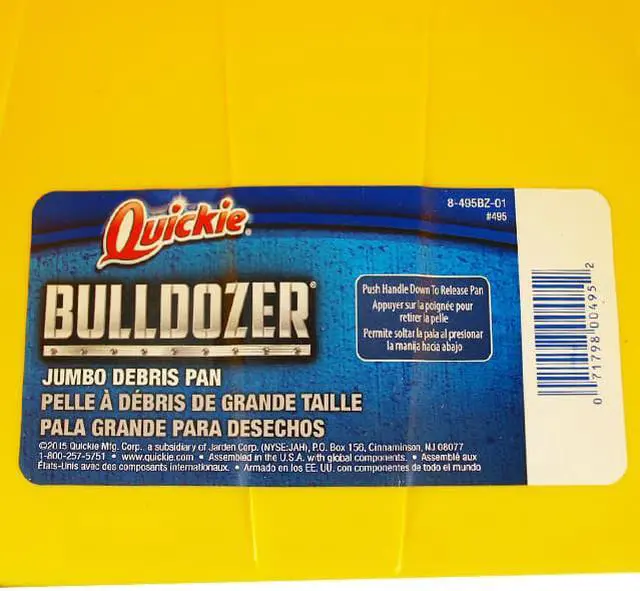 Quickie®
8-495BZ-01
#495
BULLDOZER®
Push Handle Down To Release Pan
Appuyer sur la poignée pour
retirer la pelle
Permite soltar la pala al presionar
la manija hacia abajo
JUMBO DEBRIS PAN
PELLE À DÉBRIS DE GRANDE TAILLE
PALA GRANDE PARA DESECHOS
©2015 Quickie Mfg. Corp., a subsidiary of Jarden Corp. (NYSE:JAH), P.O. Box 156, Cinnaminson, NJ 08077
1-800-257-5751 • www.quickie.com • Assembled in the U.S.A. with global components. • Assemblé aux
États-Unis avec des composants internationaux. • Armado en los EE. UU. con componentes de todo el mundo
0 71798 00495 2